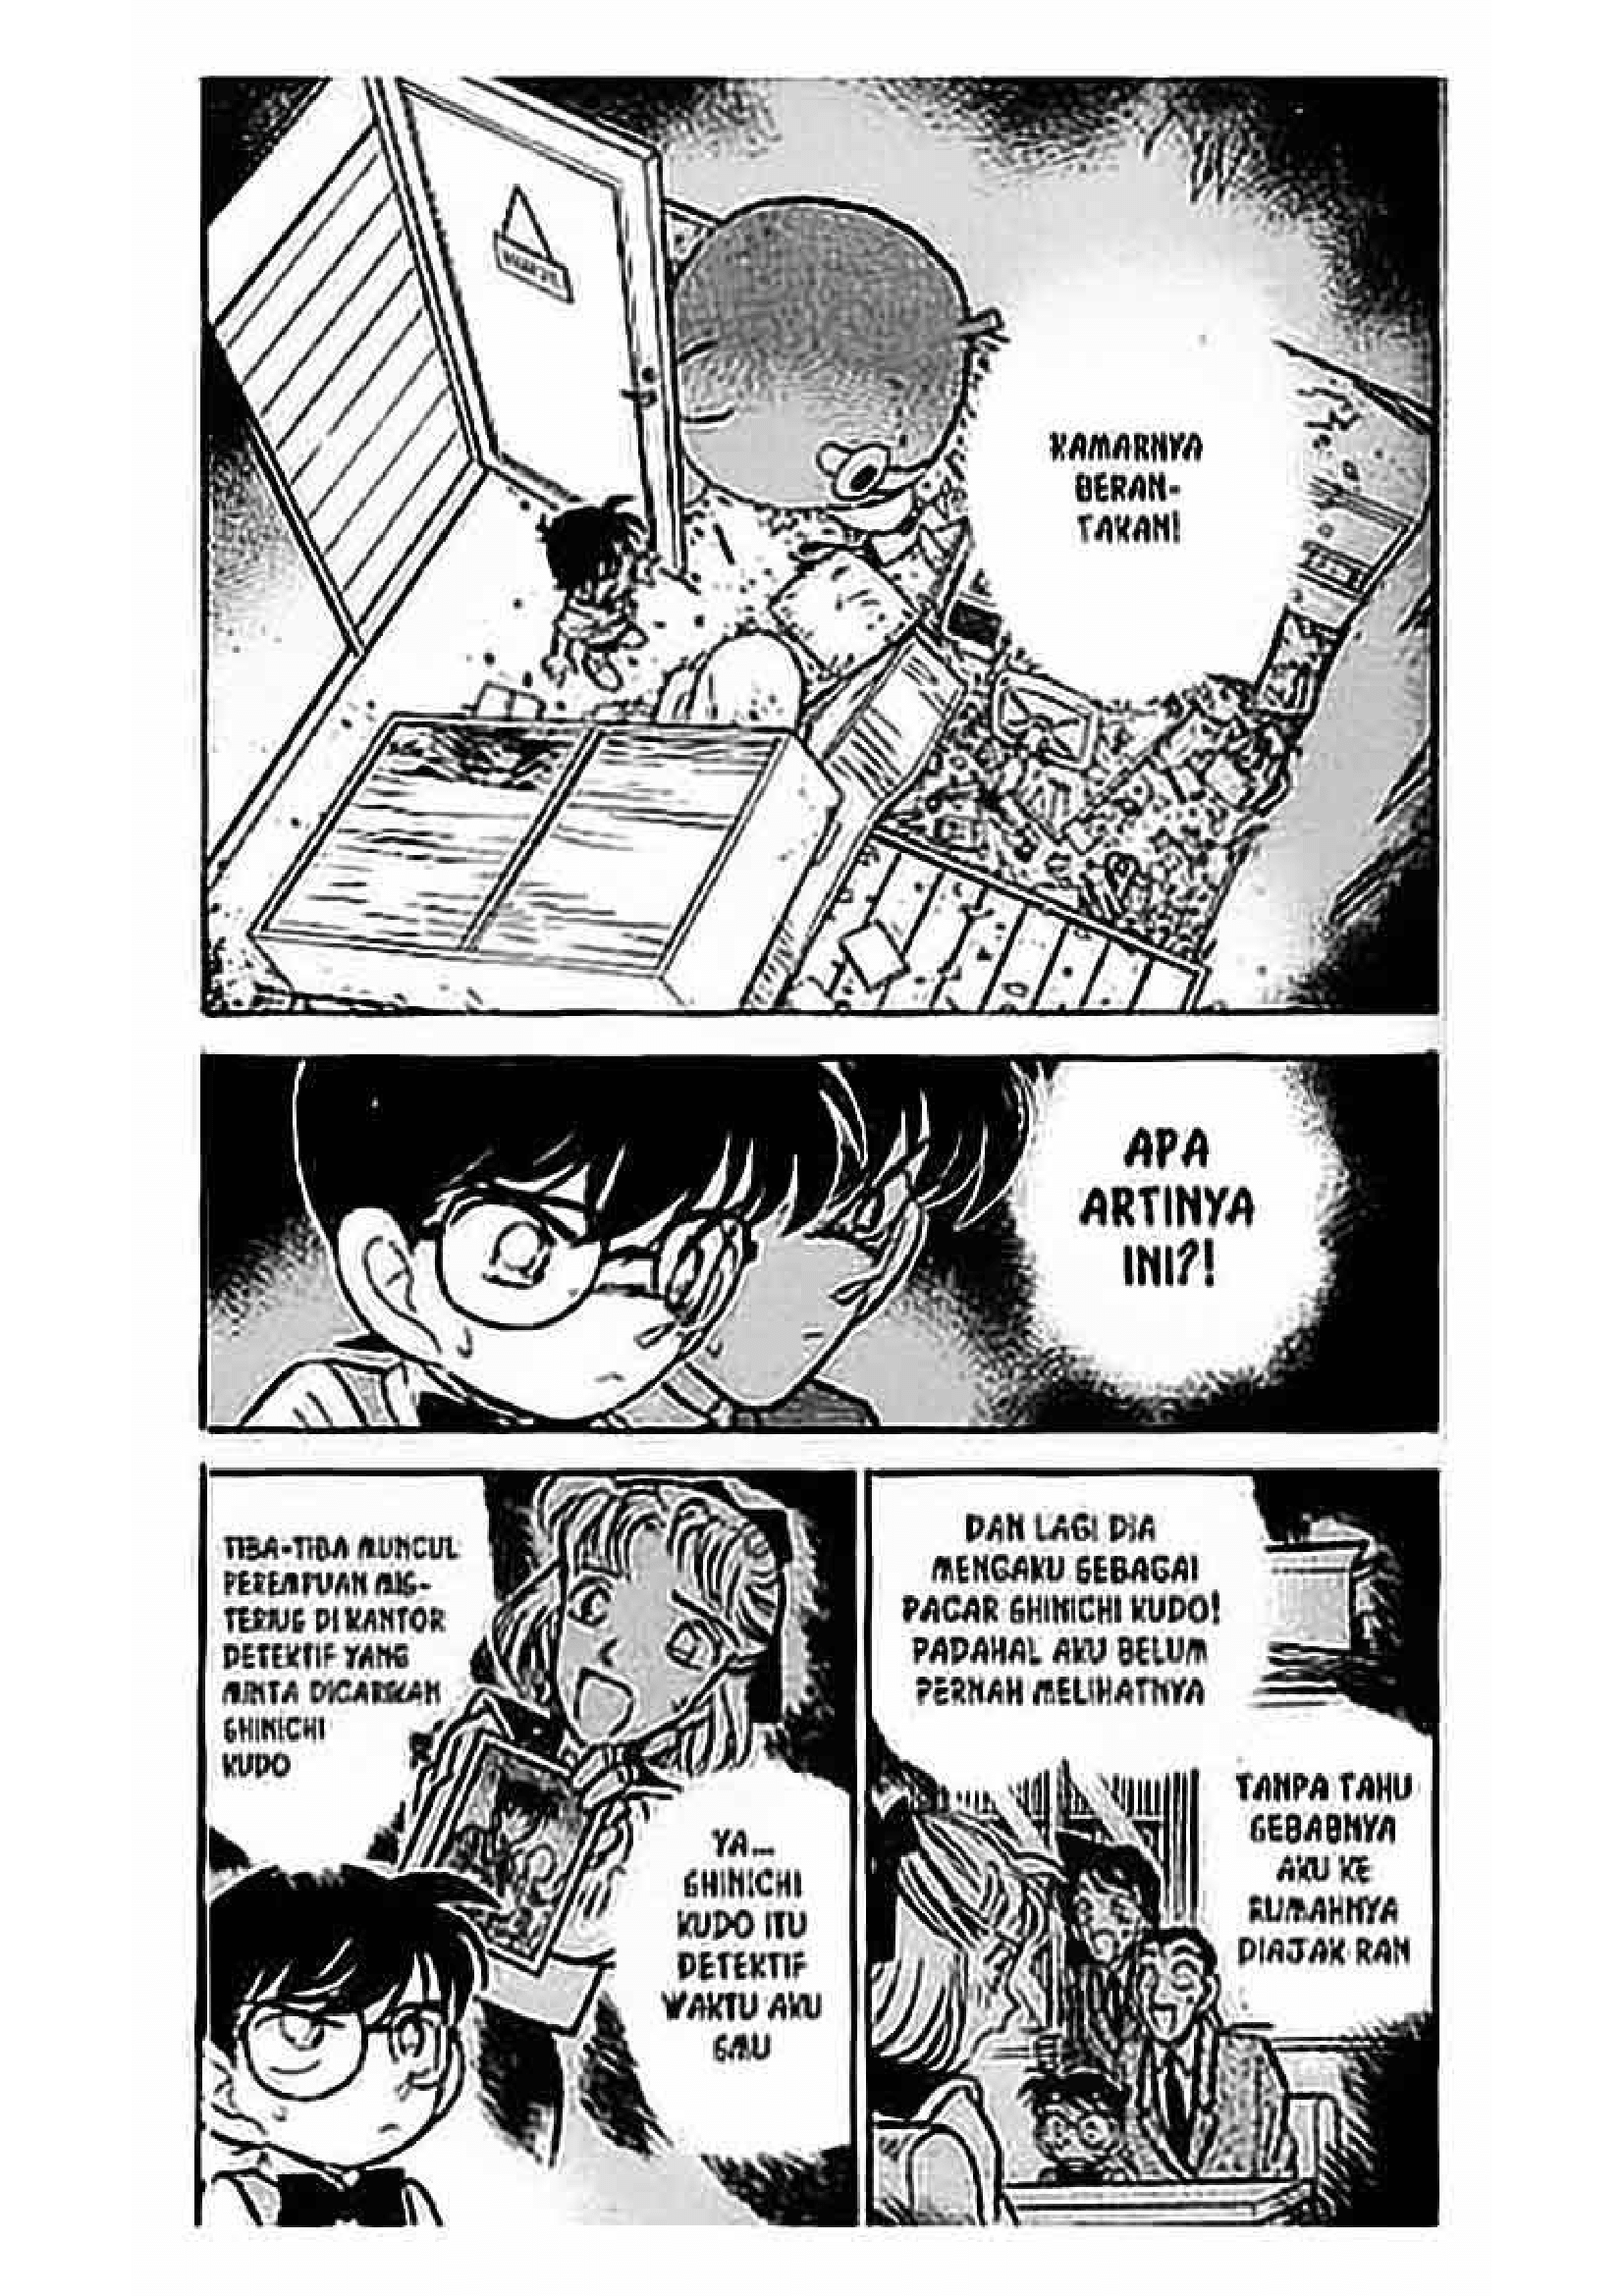 KAMARNYA
BERAN-
TAKAN!
APA
ARTINYA
INI?!
TIBA-TIBA MUNCUL
PEREMPUAN MIS-
TERIUS DI KANTOR
DETEKTIF YANG
MINTA DICARIKAN
SHINICHI
KUDO
YA...
SHINICHI
KUDO ITU
DETEKTIF
WAKTU AKU
SMU
DAN LAGI DIA
MENGAKU SEBAGAI
PACAR SHINICHI KUDO!
PADAHAL AKU BELUM
PERNAH MELIHATNYA
TANPA TAHU
SEBABNYA
AKU KE
RUMAHNYA
DIAJAK RAN